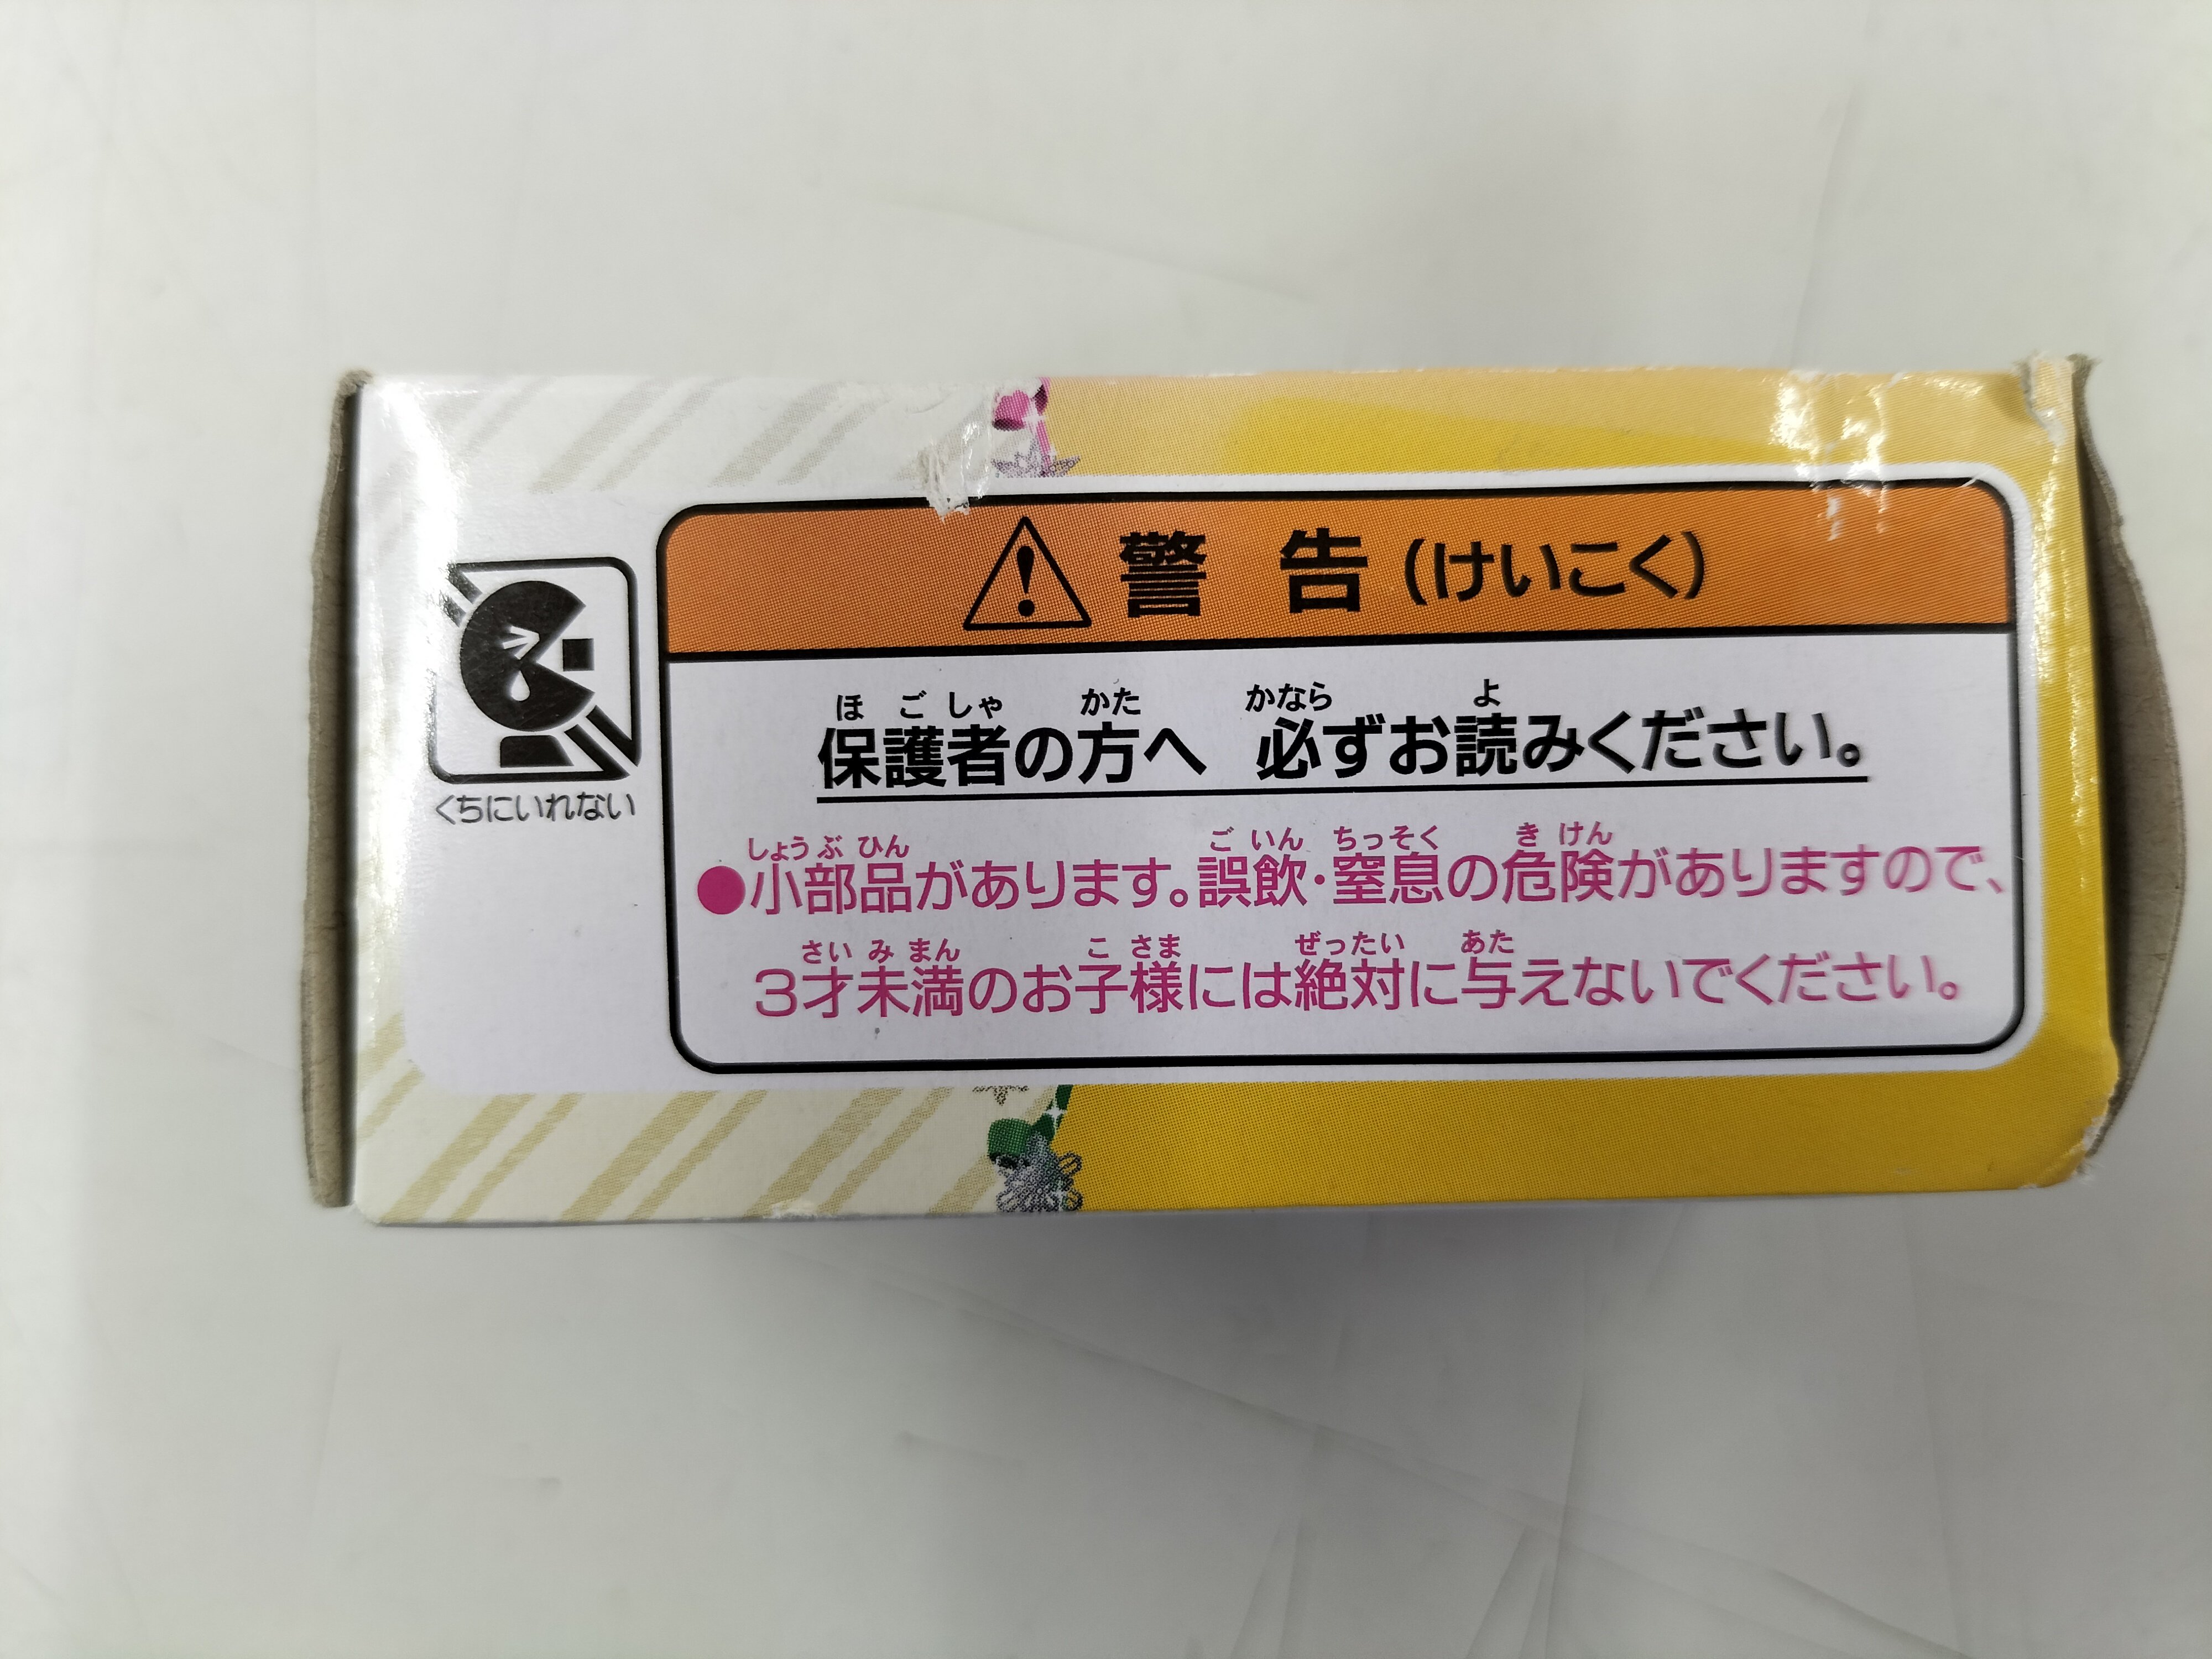 警告(けいこく)
くちにいれない
ほごしゃ かた かなら よ
保護者の方へ 必ずお読みください。
しょうぶひん ごいん ちっそく きけん
●小部品があります。誤飲・窒息の危険がありますので、
さいみまん こさま ぜったい あた
3才未満のお子様には絶対に与えないでください。